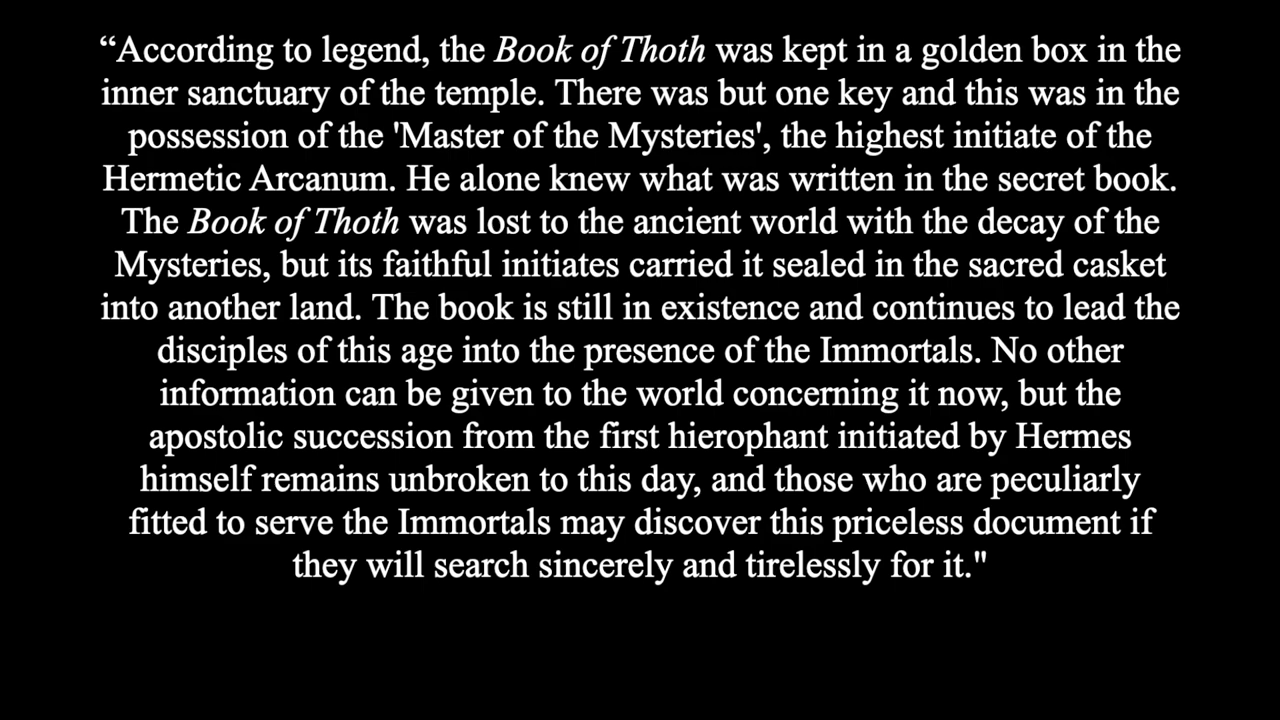 “According to legend, the Book of Thoth was kept in a golden box in the
inner sanctuary of the temple. There was but one key and this was in the
possession of the 'Master of the Mysteries', the highest initiate of the
Hermetic Arcanum. He alone knew what was written in the secret book.
The Book of Thoth was lost to the ancient world with the decay of the
Mysteries, but its faithful initiates carried it sealed in the sacred casket
into another land. The book is still in existence and continues to lead the
disciples of this age into the presence of the Immortals. No other
information can be given to the world concerning it now, but the
apostolic succession from the first hierophant initiated by Hermes
himself remains unbroken to this day, and those who are peculiarly
fitted to serve the Immortals may discover this priceless document if
they will search sincerely and tirelessly for it."